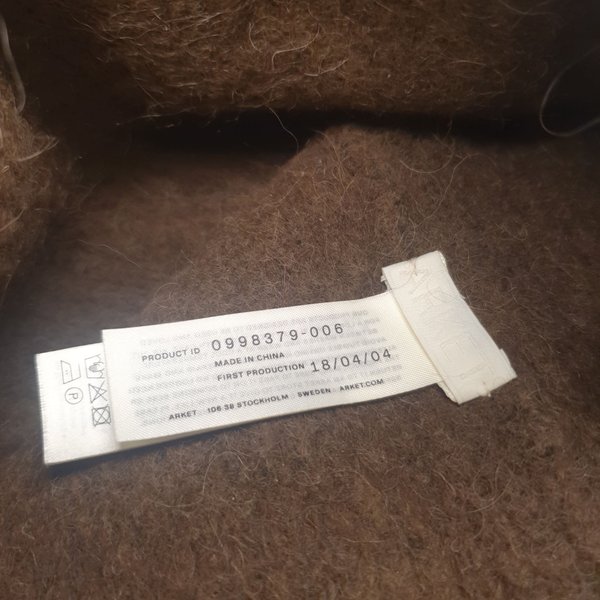 PRODUCT ID 0998379-006
MADE IN CHINA
FIRST PRODUCTION 18/04/04
ARKET 106 38 STOCKHOLM SWEDEN ARKET.COM
P